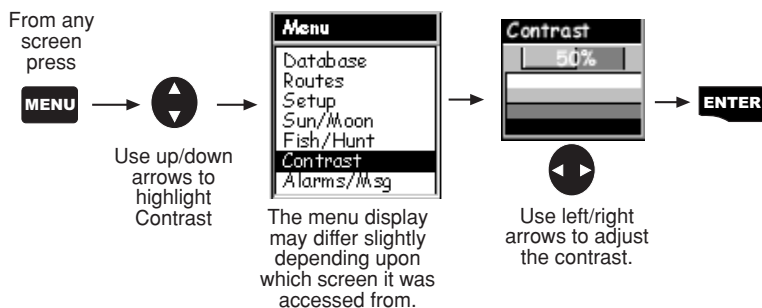 From any
screen
press
MENU
Use up/down
arrows to
highlight
Contrast
Menu
Database
Routes
Setup
Sun/Moon
Fish/Hunt
Contrast
Alarms/Msg
The menu display
may differ slightly
depending upon
which screen it was
accessed from.
Contrast
50%
Use left/right
arrows to adjust
the contrast.
ENTER